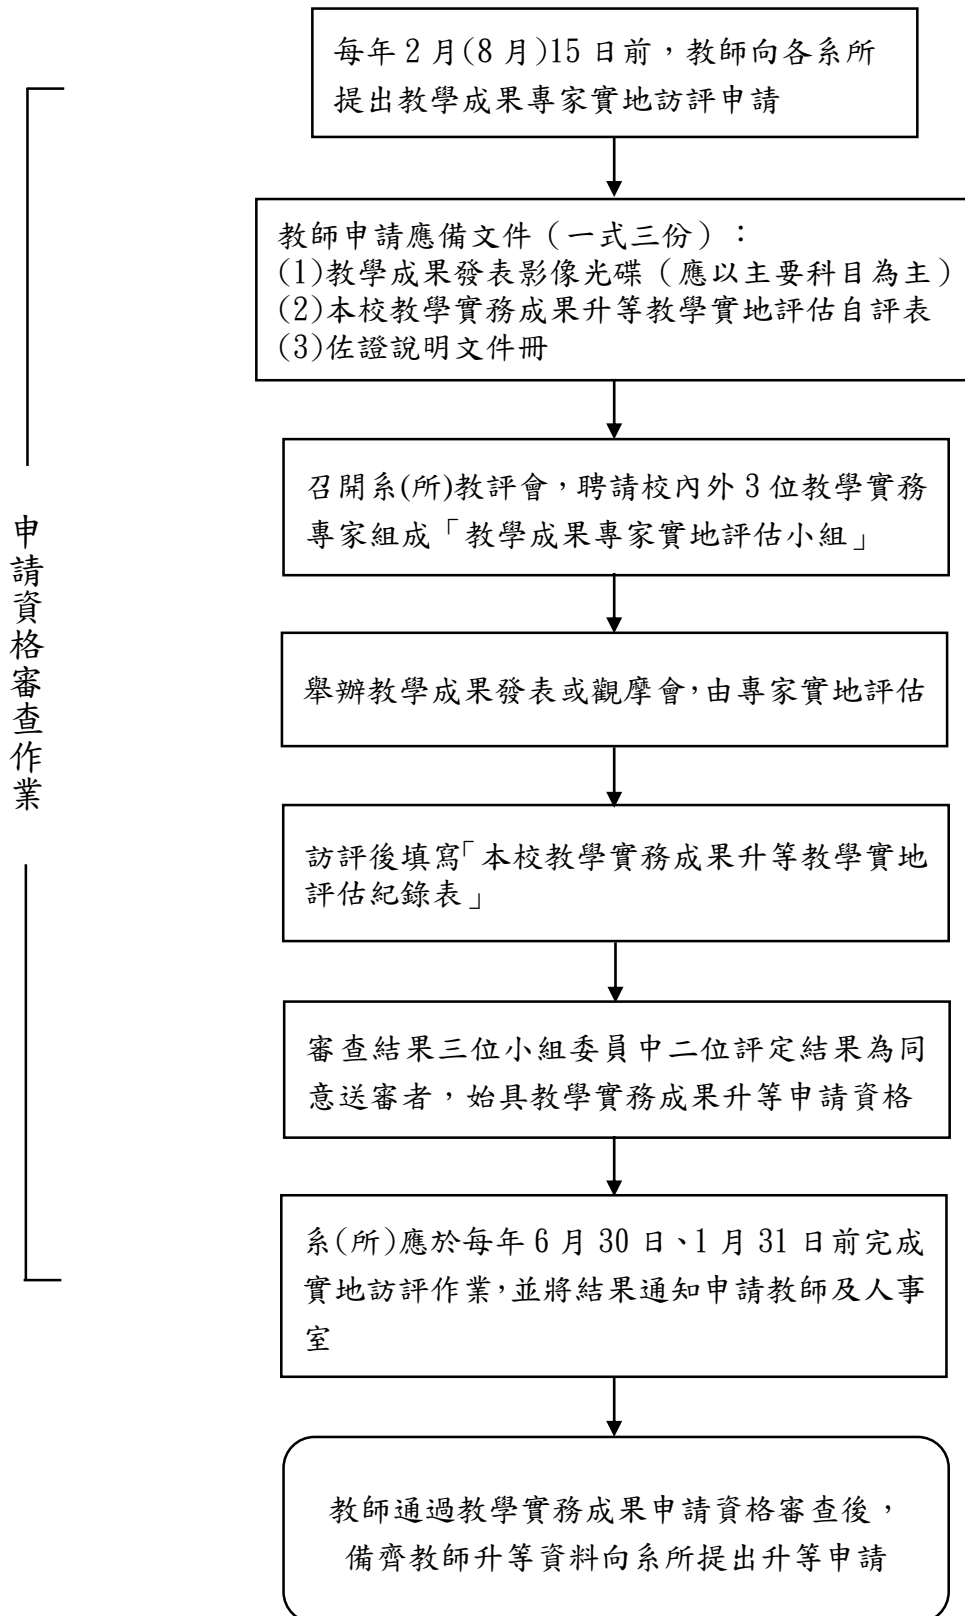 每年2月(8月)15日前，教師向各系所
提出教學成果專家實地訪評申請
教師申請應備文件（一式三份）：
(1)教學成果發表影像光碟（應以主要科目為主）
(2)本校教學實務成果升等教學實地評估自評表
(3)佐證說明文件冊
召開系(所)教評會，聘請校內外3位教學實務
專家組成「教學成果專家實地評估小組」
申請資格審查作業
舉辦教學成果發表或觀摩會，由專家實地評估
訪評後填寫「本校教學實務成果升等教學實地
評估紀錄表」
審查結果三位小組委員中二位評定結果為同
意送審者，始具教學實務成果升等申請資格
系(所)應於每年6月30日、1月31日前完成
實地訪評作業，並將結果通知申請教師及人事
室
教師通過教學實務成果申請資格審查後，
備齊教師升等資料向系所提出升等申請